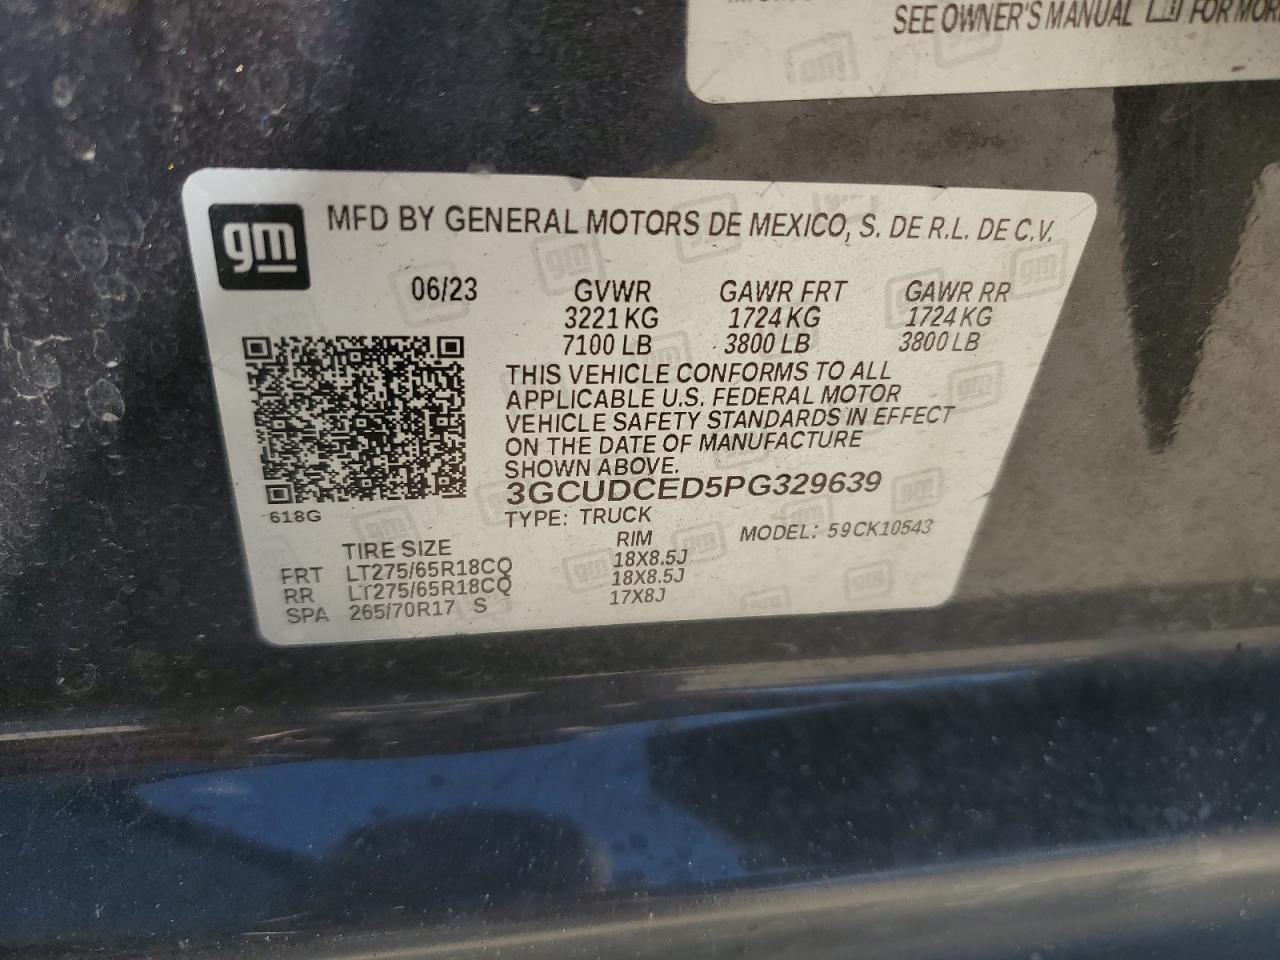 SEE OWNER'S MANUAL FOR MOR
gm
MFD BY GENERAL MOTORS DE MEXICO, S. DE R.L. DE C.V.
06/23 GVWR GAWR FRT GAWR RR
3221 KG 1724 KG 1724 KG
7100 LB 3800 LB 3800 LB
THIS VEHICLE CONFORMS TO ALL
APPLICABLE U.S. FEDERAL MOTOR
VEHICLE SAFETY STANDARDS IN EFFECT
ON THE DATE OF MANUFACTURE
SHOWN ABOVE.
3GCUDCED5PG329639
618G
TYPE: TRUCK MODEL: 59CK10543
TIRE SIZE RIM
FRT LT275/65R18CQ 18X8.5J
RR LT275/65R18CQ 18X8.5J
SPA 265/70R17 S 17X8J